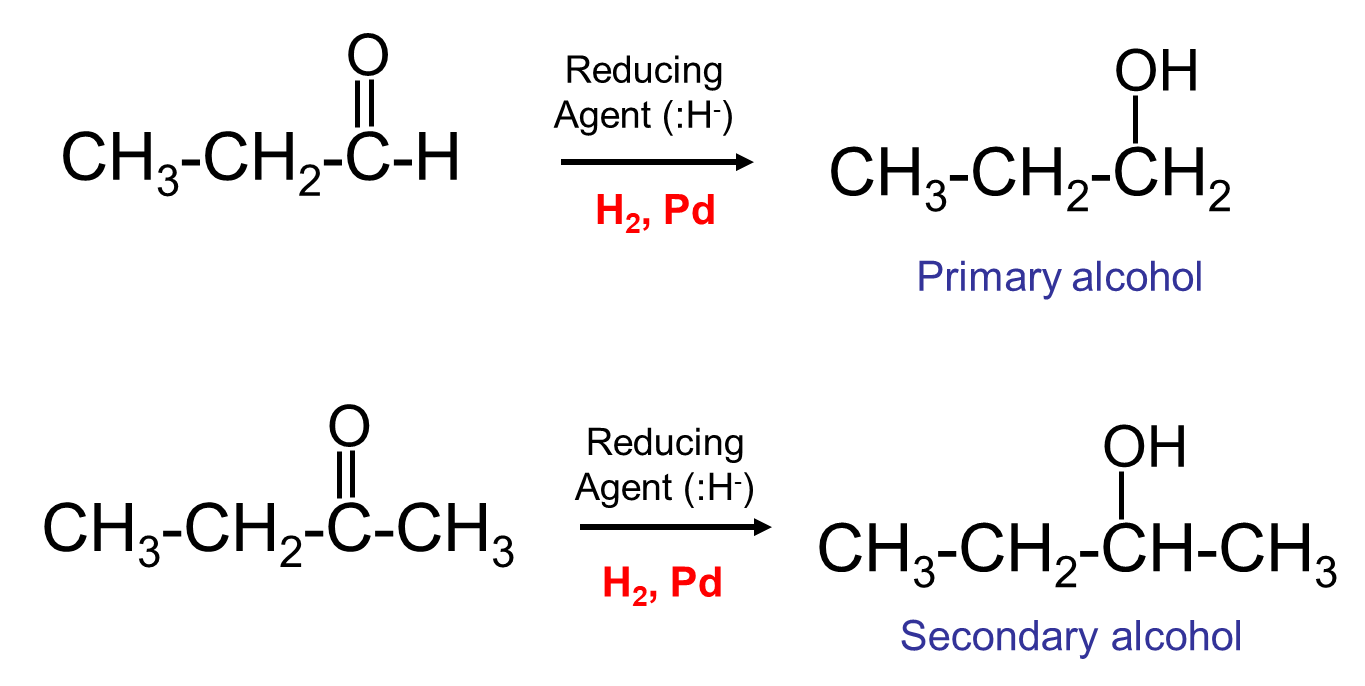 O
Reducing
Agent (:H⁻)
OH
CH₃-CH₂-C-H
H₂, Pd
CH₃-CH₂-CH₂
Primary alcohol
O
Reducing
Agent (:H⁻)
OH
CH₃-CH₂-C-CH₃
H₂, Pd
CH₃-CH₂-CH-CH₃
Secondary alcohol